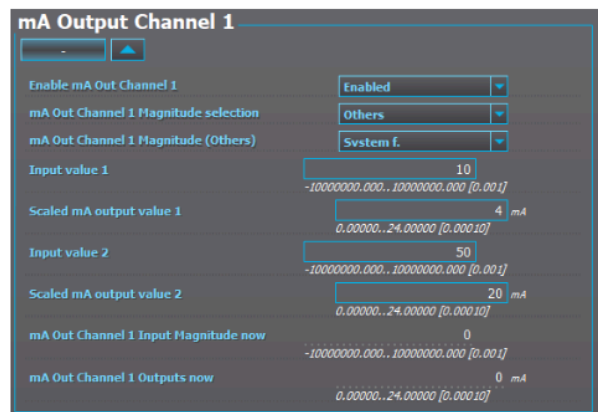 mA Output Channel 1
-
Enable mA Out Channel 1 Enabled
mA Out Channel 1 Magnitude selection Others
mA Out Channel 1 Magnitude (Others) System f.
Input value 1 10
-10000000.000..10000000.000 [0.001]
Scaled mA output value 1 4 mA
0.00000..24.00000 [0.00010]
Input value 2 50
-10000000.000..10000000.000 [0.001]
Scaled mA output value 2 20 mA
0.00000..24.00000 [0.00010]
mA Out Channel 1 Input Magnitude now 0
-10000000.000..10000000.000 [0.001]
mA Out Channel 1 Outputs now 0 mA
0.00000..24.00000 [0.00010]